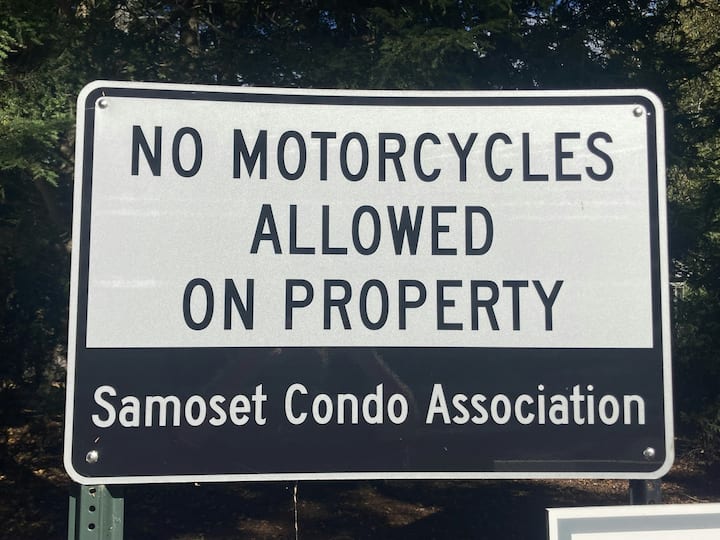 NO MOTORCYCLES
ALLOWED
ON PROPERTY
Samoset Condo Association